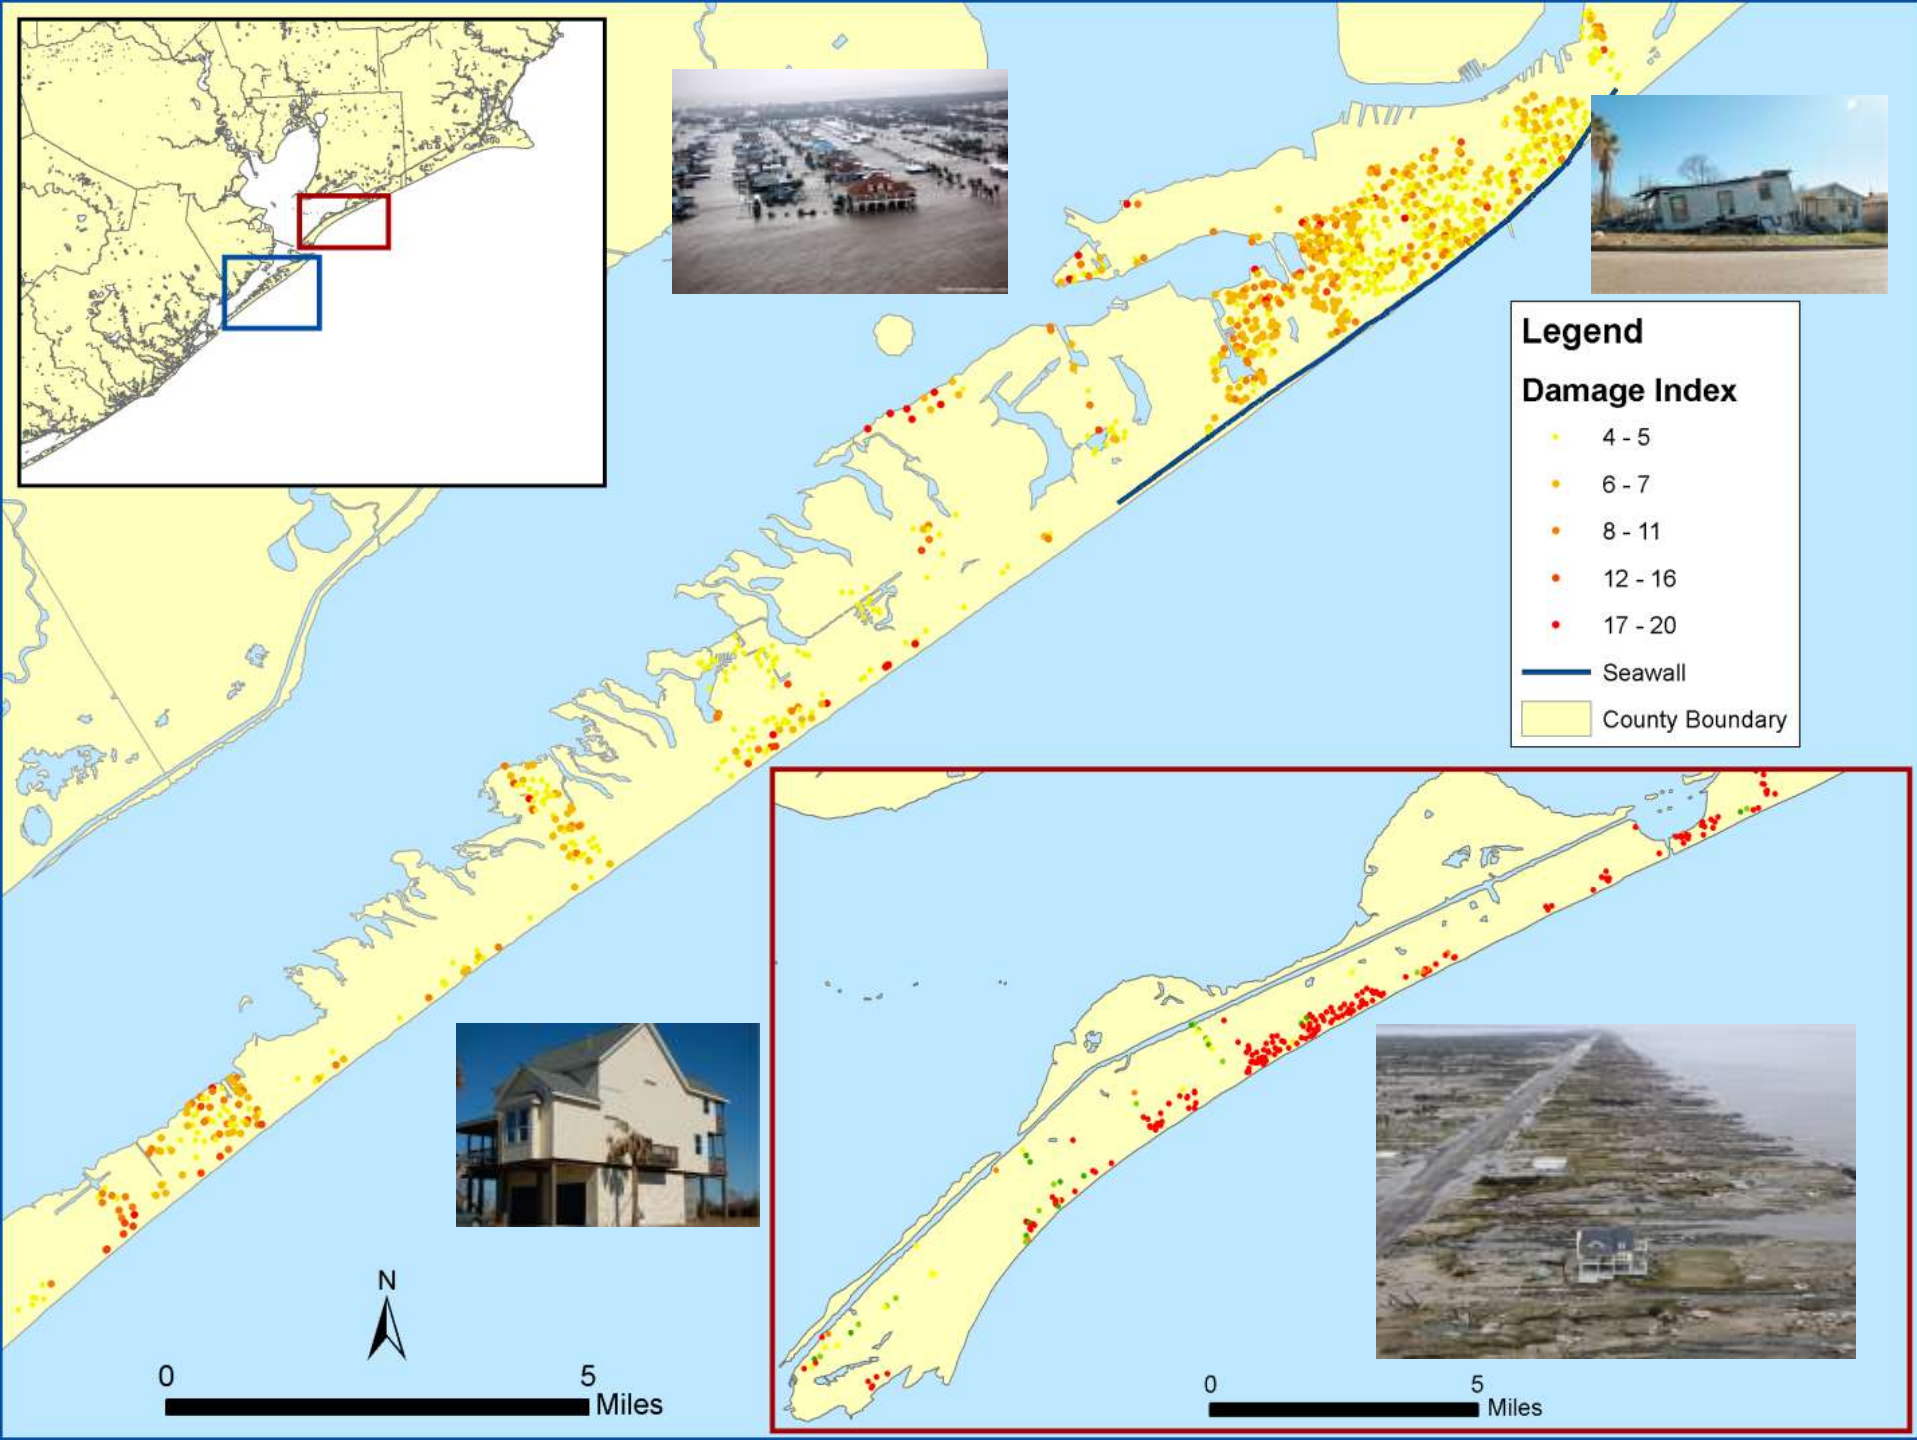 Legend
Damage Index
4 - 5
6 - 7
8 - 11
12 - 16
17 - 20
Seawall
County Boundary
N
0 5
Miles
0 5
Miles